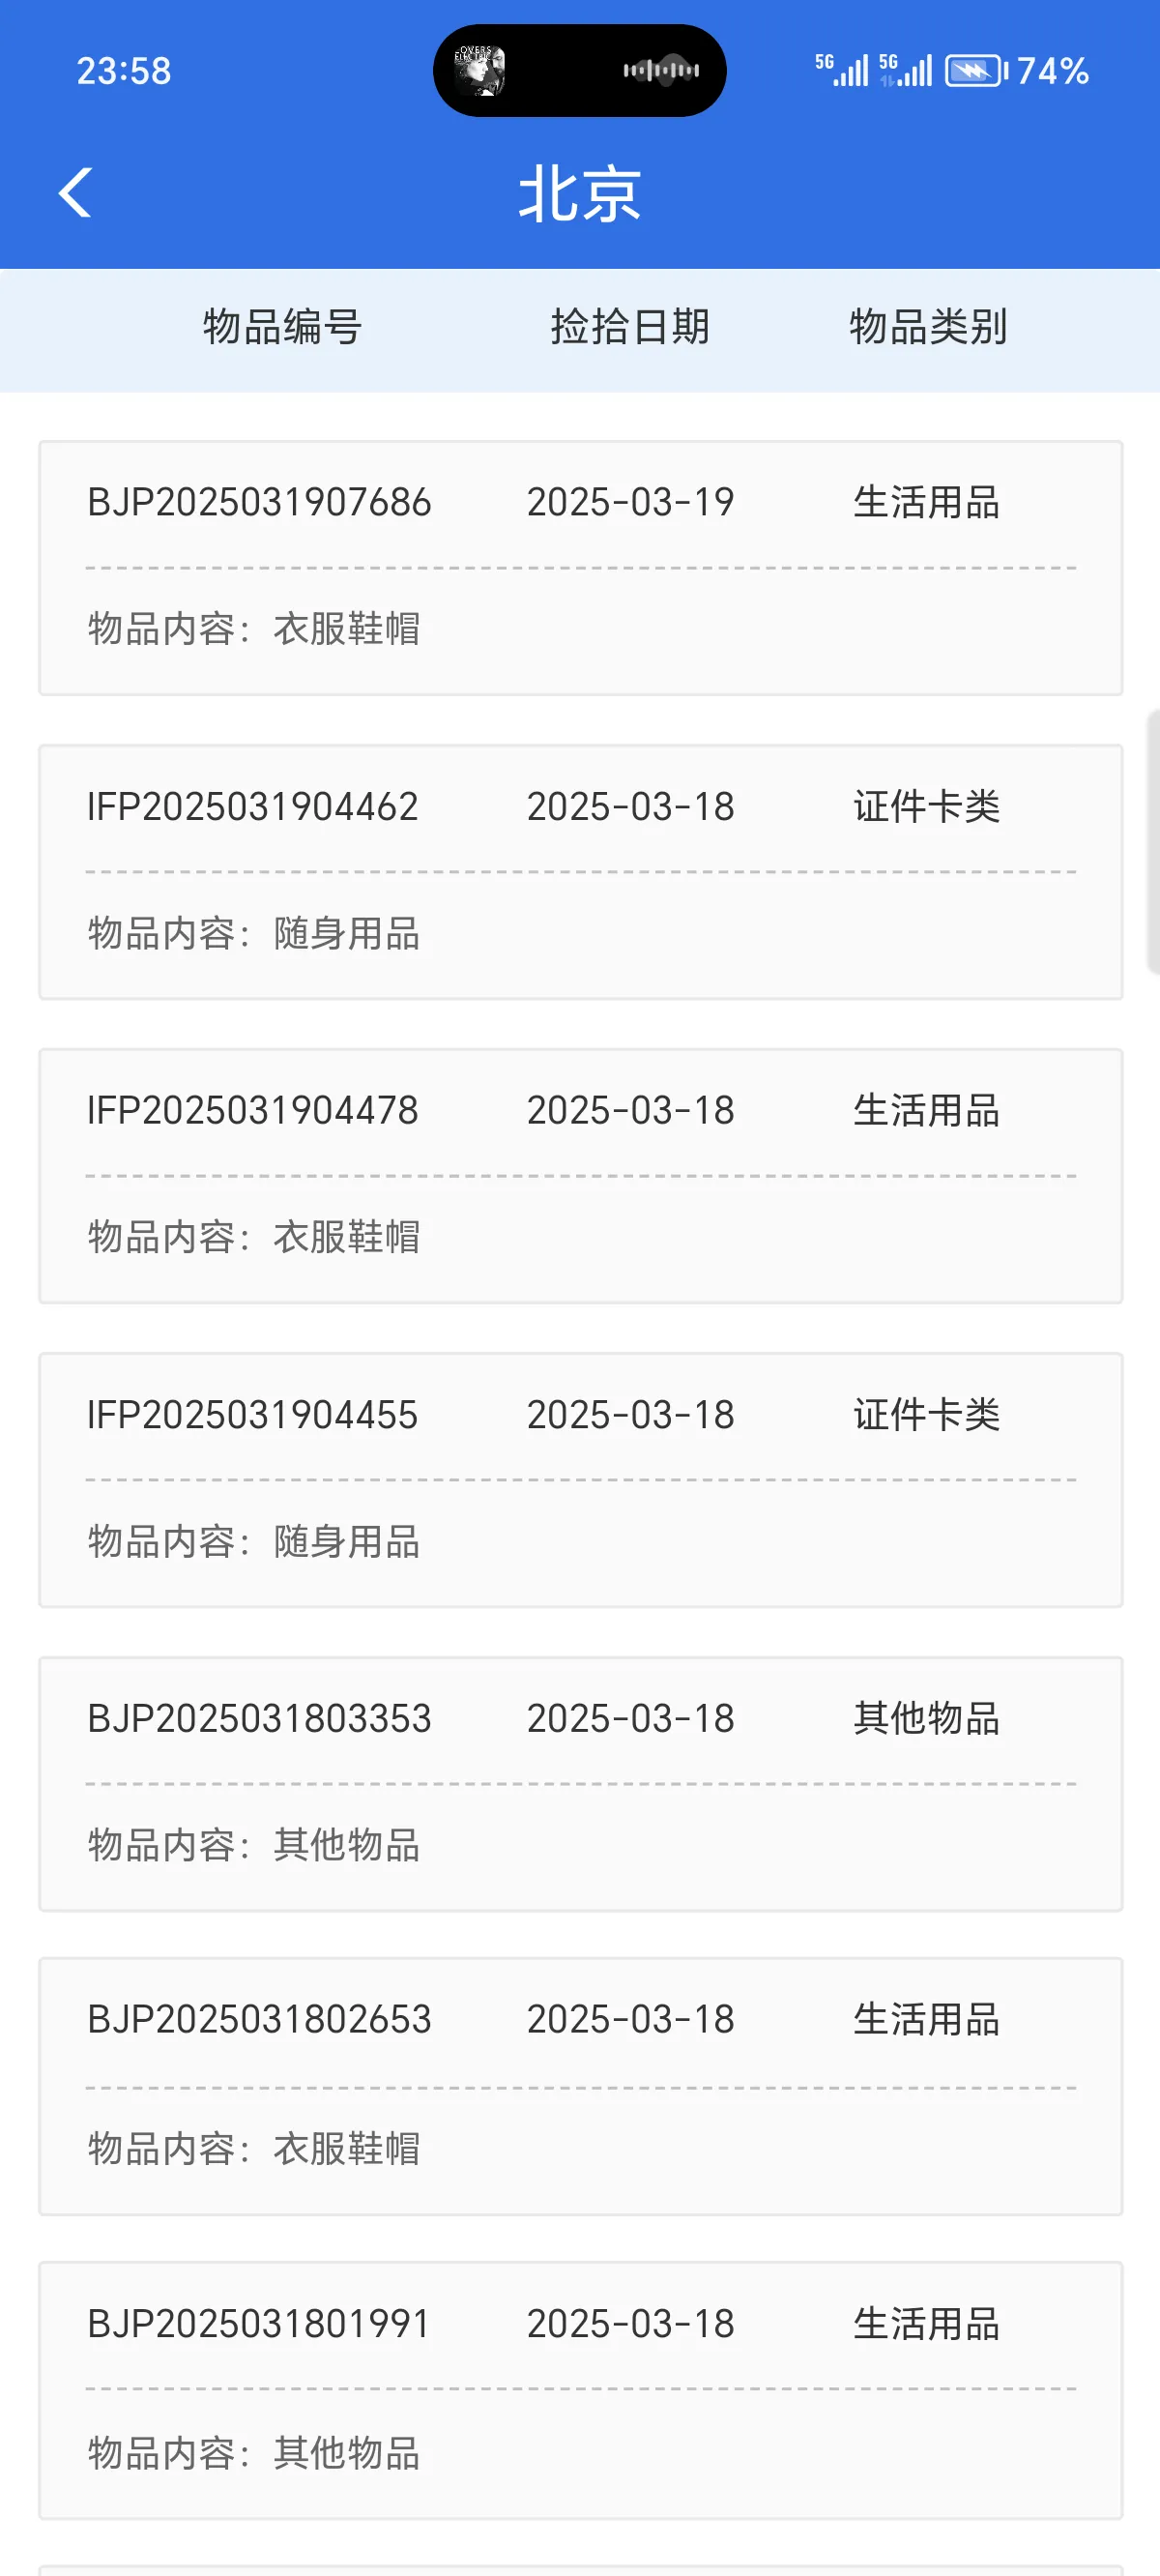 23:58
OVERS
ELECTRIC
5G 5G 74%
北京
物品编号 捡拾日期 物品类别
BJP2025031907686 2025-03-19 生活用品
物品内容：衣服鞋帽
IFP2025031904462 2025-03-18 证件卡类
物品内容：随身用品
IFP2025031904478 2025-03-18 生活用品
物品内容：衣服鞋帽
IFP2025031904455 2025-03-18 证件卡类
物品内容：随身用品
BJP2025031803353 2025-03-18 其他物品
物品内容：其他物品
BJP2025031802653 2025-03-18 生活用品
物品内容：衣服鞋帽
BJP2025031801991 2025-03-18 生活用品
物品内容：其他物品